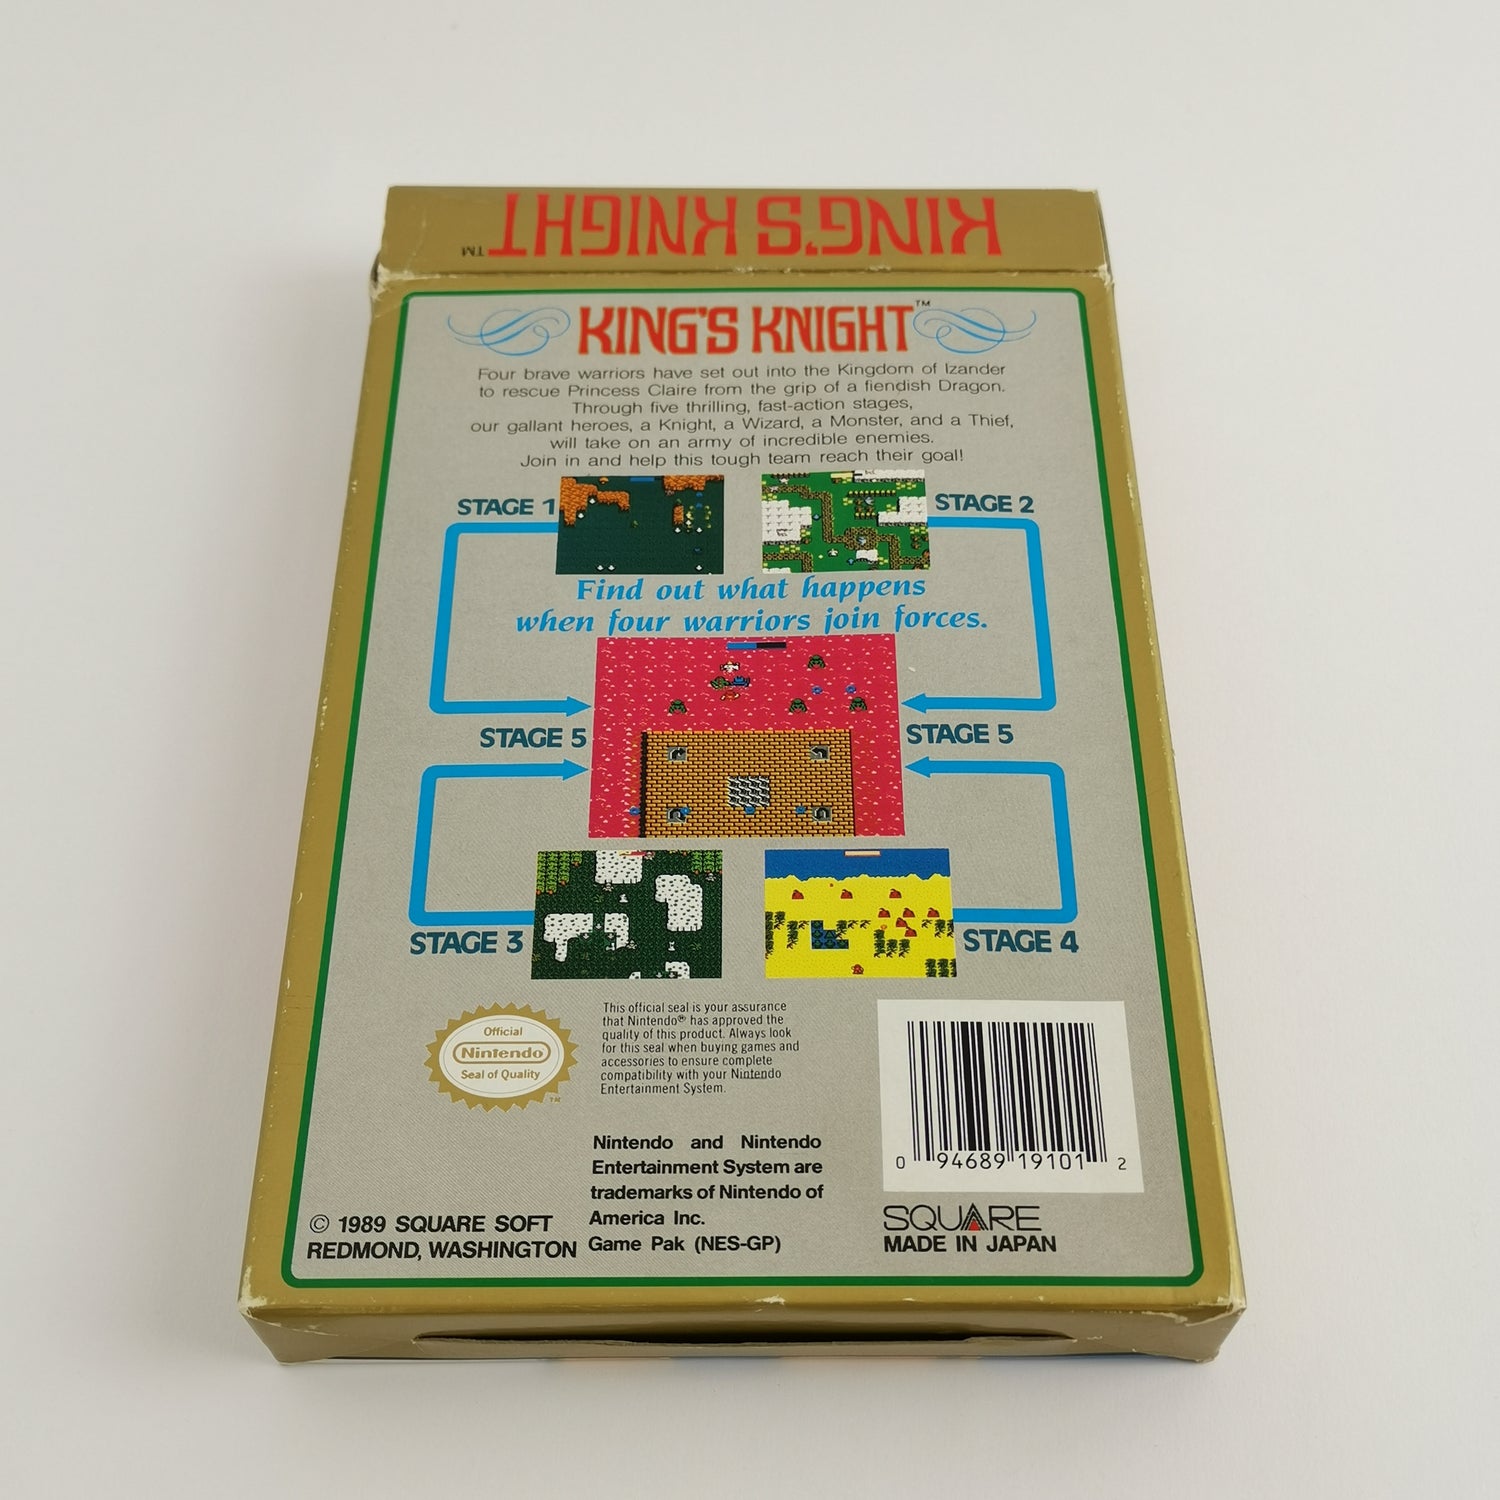 KING'S KNIGHT™
KING'S KNIGHT™
Four brave warriors have set out into the Kingdom of Izander
to rescue Princess Claire from the grip of a fiendish Dragon.
Through five thrilling, fast-action stages,
our gallant heroes, a Knight, a Wizard, a Monster, and a Thief,
will take on an army of incredible enemies.
Join in and help this tough team reach their goal!
STAGE 1
STAGE 2
Find out what happens
when four warriors join forces.
STAGE 5
STAGE 5
STAGE 3
STAGE 4
Official
Nintendo
Seal of Quality
™
This official seal is your assurance
that Nintendo® has approved the
quality of this product. Always look
for this seal when buying games and
accessories to ensure complete
compatibility with your Nintendo
Entertainment System.
Nintendo and Nintendo
Entertainment System are
trademarks of Nintendo of
America Inc.
Game Pak (NES-GP)
© 1989 SQUARE SOFT
REDMOND, WASHINGTON
0 94689 19101 2
SQUARE
MADE IN JAPAN